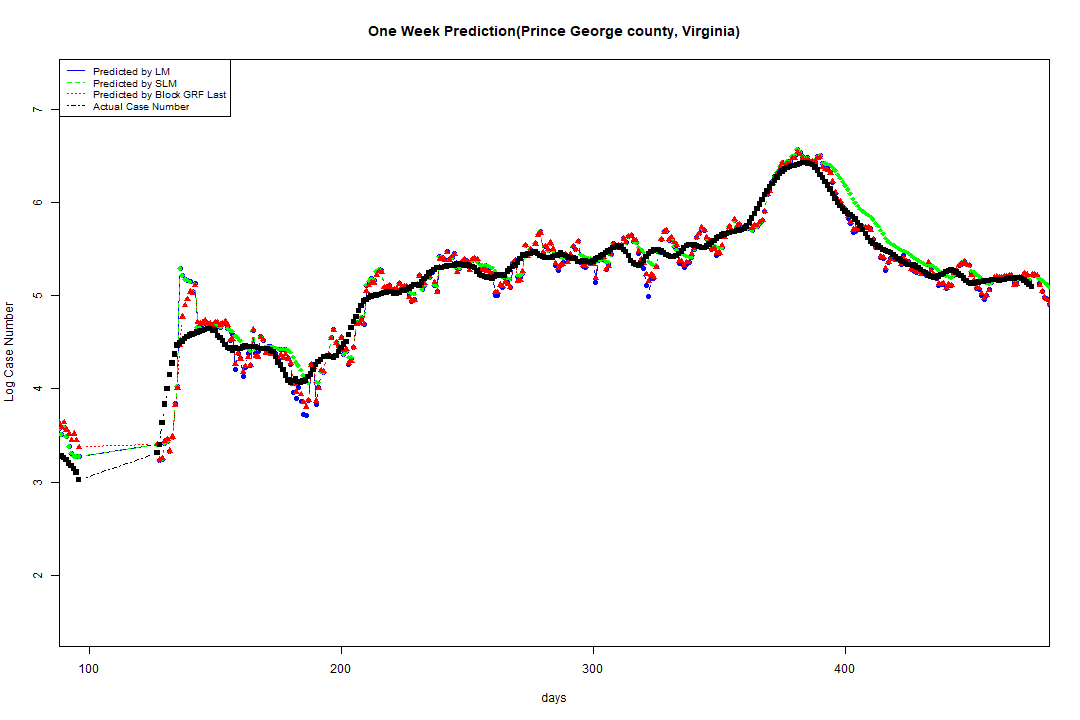 One Week Prediction(Prince George county, Virginia)
Predicted by LM
Predicted by SLM
Predicted by Block GRF Last
Actual Case Number
7
6
5
4
3
2
Log Case Number
100 200 300 400
days